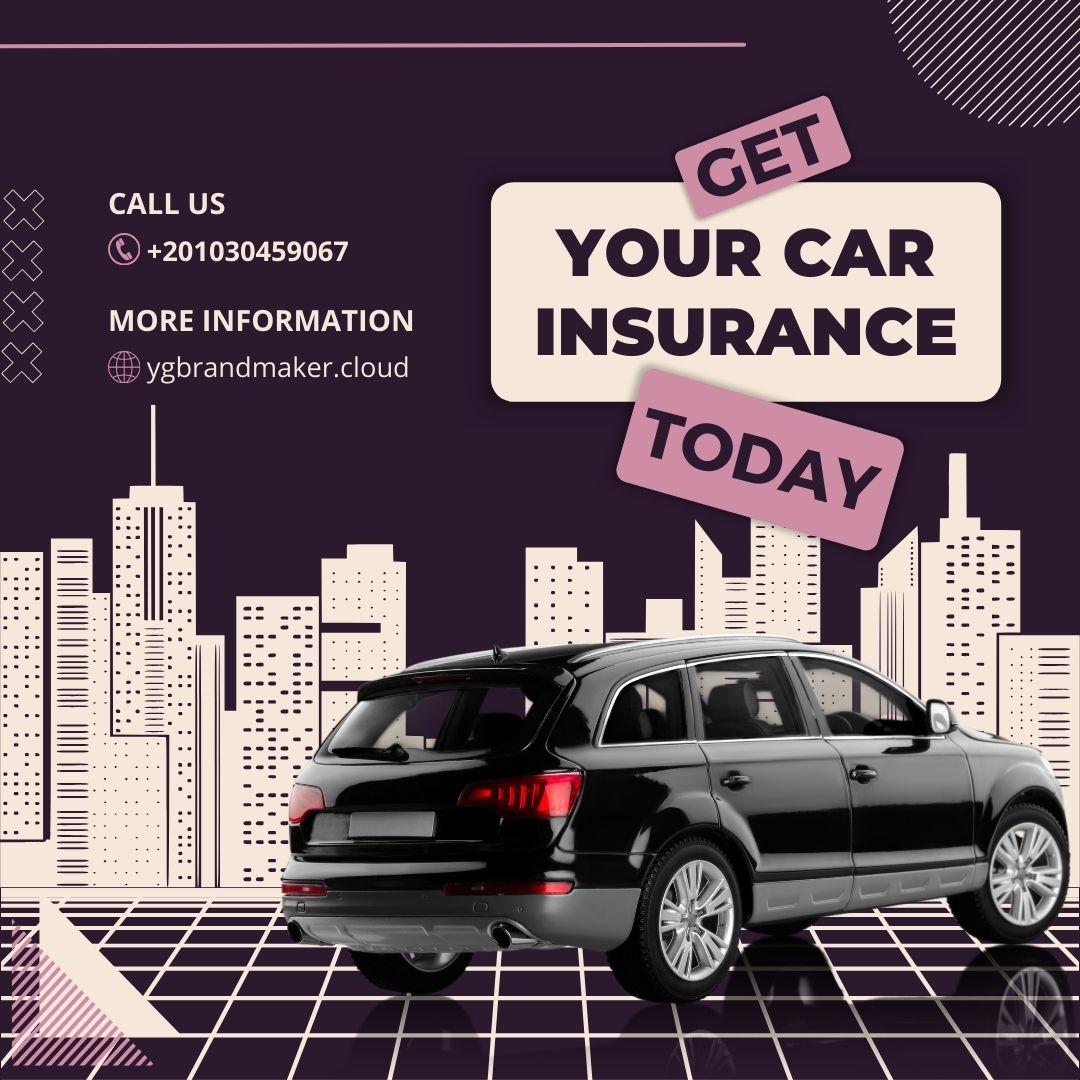 CALL US
+201030459067
MORE INFORMATION
ygbrandmaker.cloud
GET
YOUR CAR
INSURANCE
TODAY